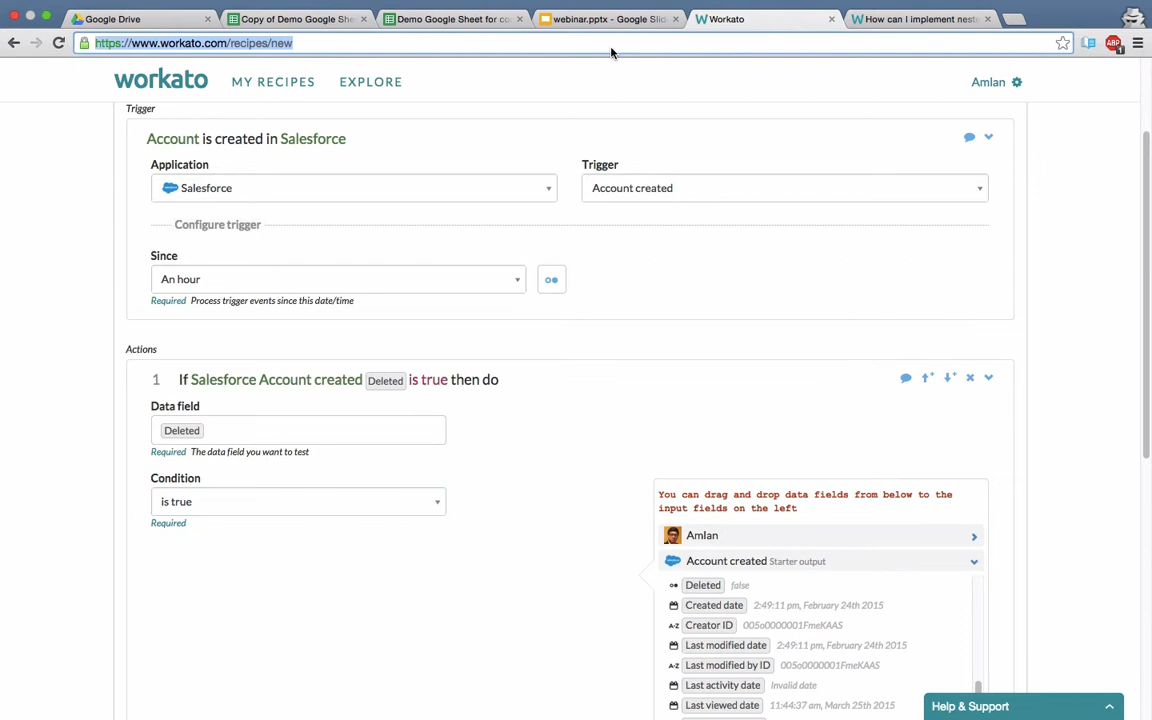 Google Drive
Copy of Demo Google She
Demo Google Sheet for co
webinar.pptx - Google Slid
Workato
How can I implement nest
https://www.workato.com/recipes/new
ABP
1
workato
MY RECIPES
EXPLORE
Amlan
Trigger
Account is created in Salesforce
Application
Trigger
Salesforce
Account created
Configure trigger
Since
An hour
Required Process trigger events since this date/time
Actions
1 If Salesforce Account created Deleted is true then do
Data field
Deleted
Required The data field you want to test
Condition
is true
Required
You can drag and drop data fields from below to the
input fields on the left
Amlan
Account created Starter output
Deleted false
Created date 2:49:11 pm, February 24th 2015
A-Z Creator ID 005o0000001FmeKAAS
Last modified date 2:49:11 pm, February 24th 2015
A-Z Last modified by ID 005o0000001FmeKAAS
Last activity date Invalid date
Last viewed date 11:44:37 am, March 25th 2015
Help & Support